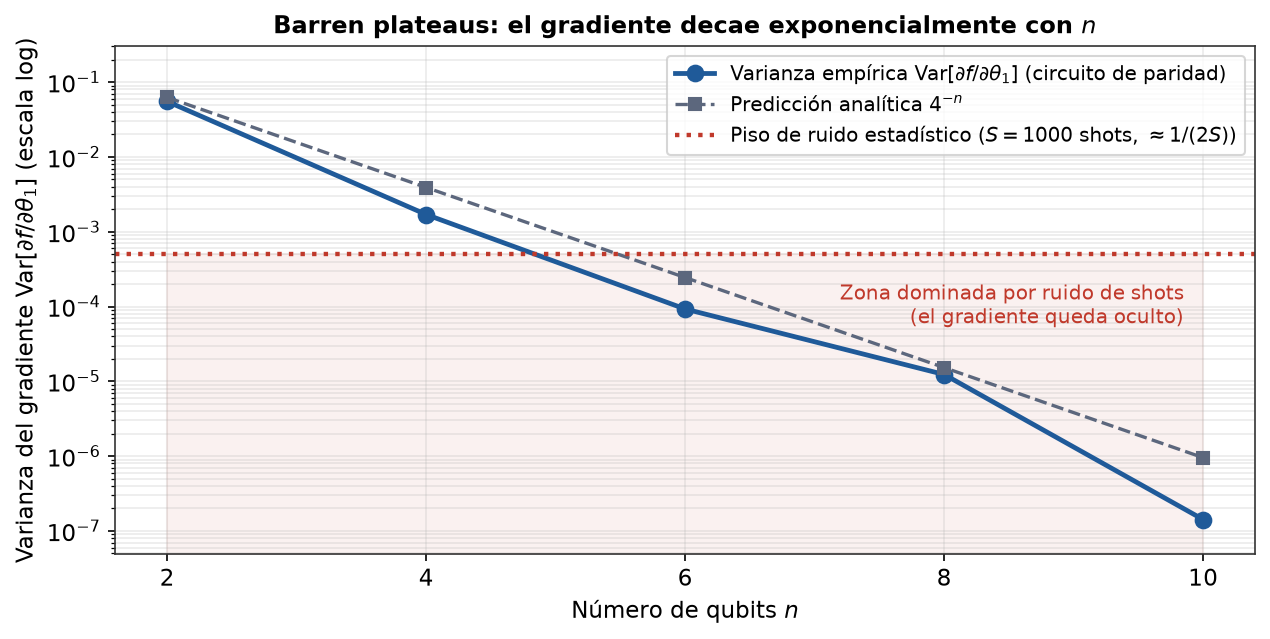 Barren plateaus: el gradiente decae exponencialmente con n
Varianza del gradiente Var[∂f/∂θ₁] (escala log)
10⁻¹
10⁻²
10⁻³
10⁻⁴
10⁻⁵
10⁻⁶
10⁻⁷
Varianza empírica Var[∂f/∂θ₁] (circuito de paridad)
Predicción analítica 4⁻ⁿ
Piso de ruido estadístico (S = 1000 shots, ≈ 1/(2S))
Zona dominada por ruido de shots
(el gradiente queda oculto)
2 4 6 8 10
Número de qubits n